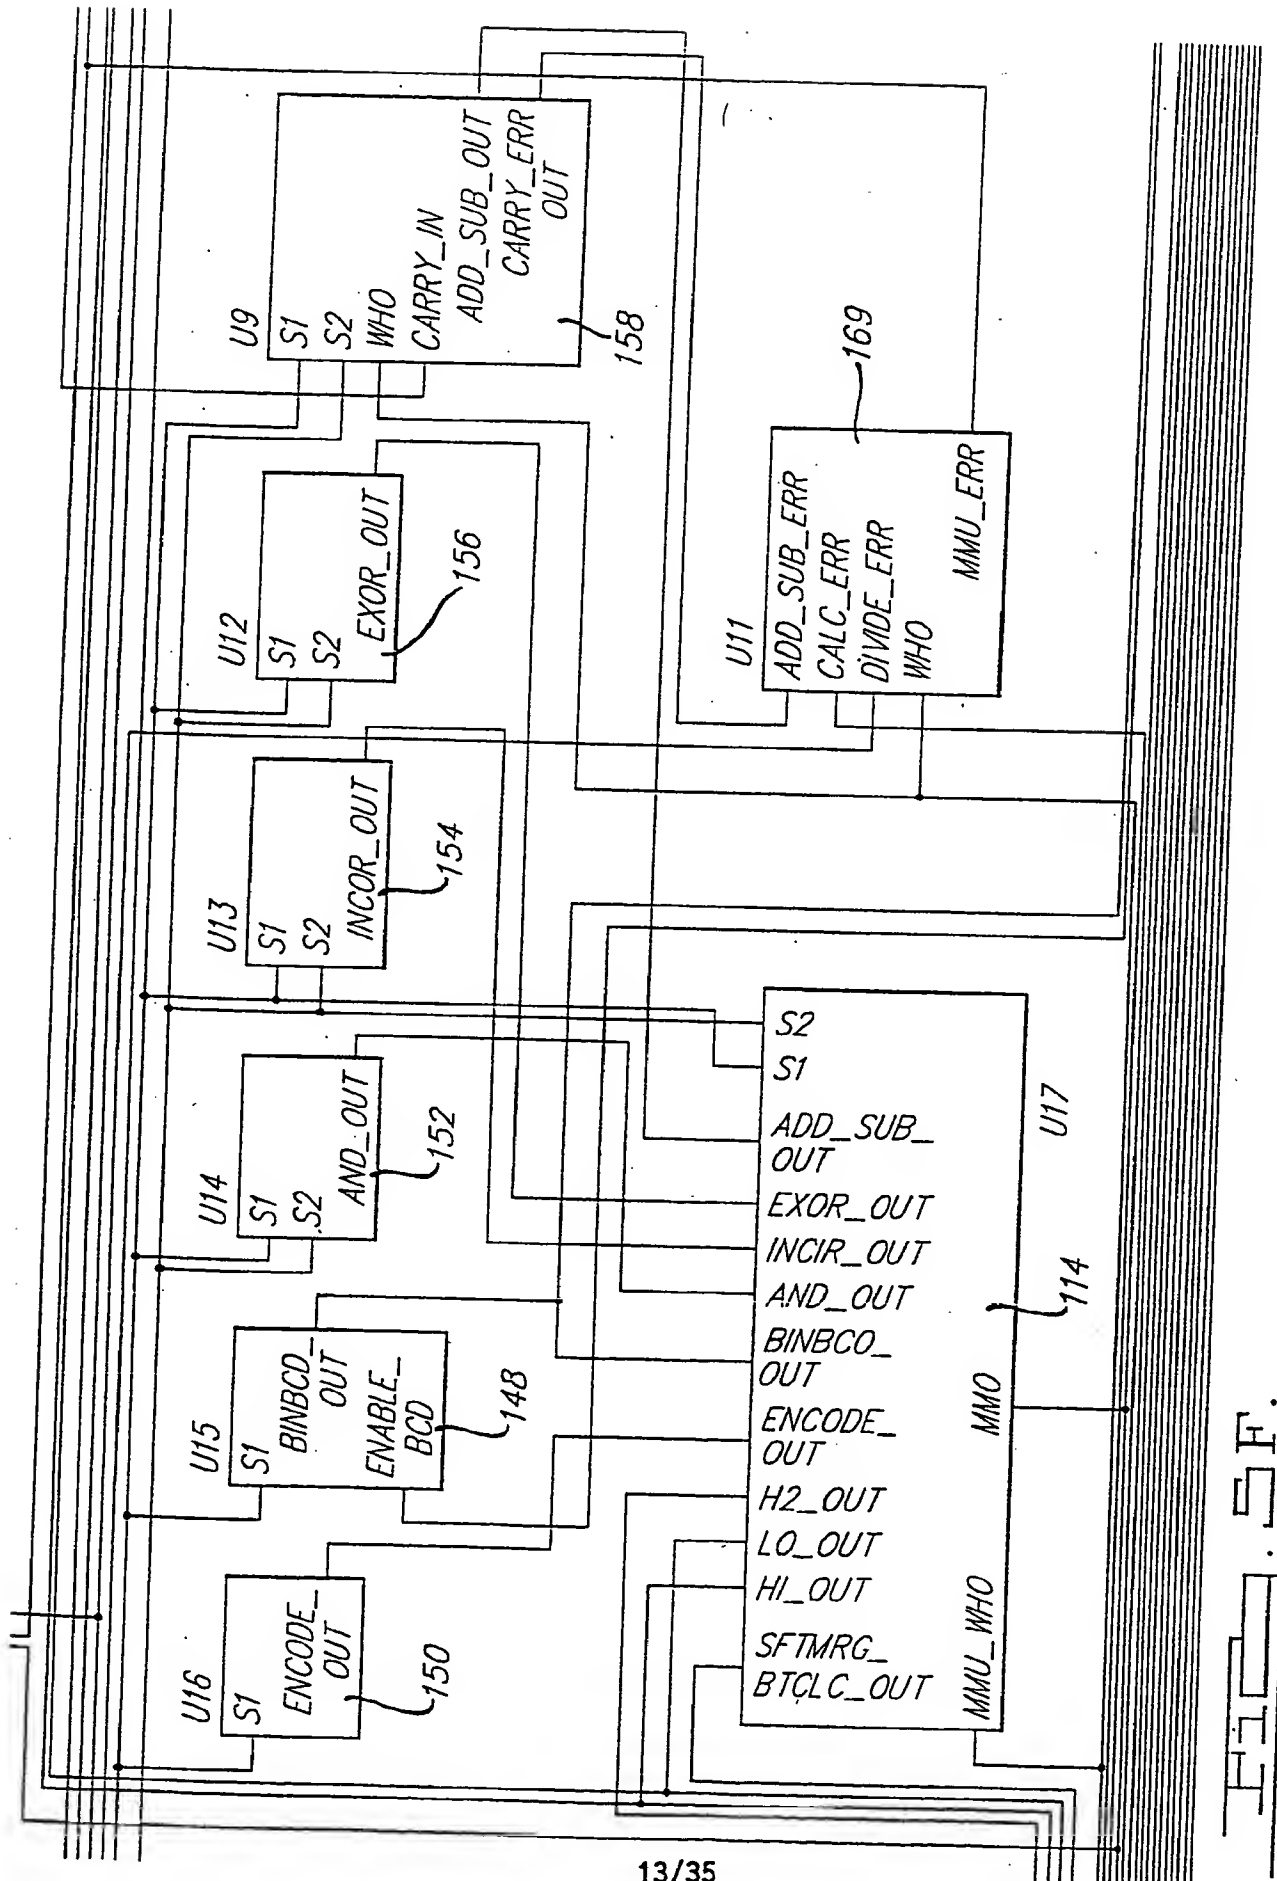 U9
S1
S2
WHO
CARRY_IN
ADD_SUB_OUT
CARRY_ERR
OUT
158
U12
S1
S2
EXOR_OUT
156
U13
S1
S2
INCOR_OUT
154
U14
S1
S2
AND_OUT
152
U15
S1
BINBCD_
OUT
ENABLE_
BCD
148
U16
S1
ENCODE_
OUT
150
U11
ADD_SUB_ERR
CALC_ERR
DIVIDE_ERR
WHO
MMU_ERR
169
S2
S1
ADD_SUB_
OUT
EXOR_OUT
INCIR_OUT
AND_OUT
BINBCO_
OUT
ENCODE_
OUT
H2_OUT
LO_OUT
HI_OUT
SFTMRG_
BTCLC_OUT
MMU_WHO
MMO
U17
114
Fig. 5F.
13/35